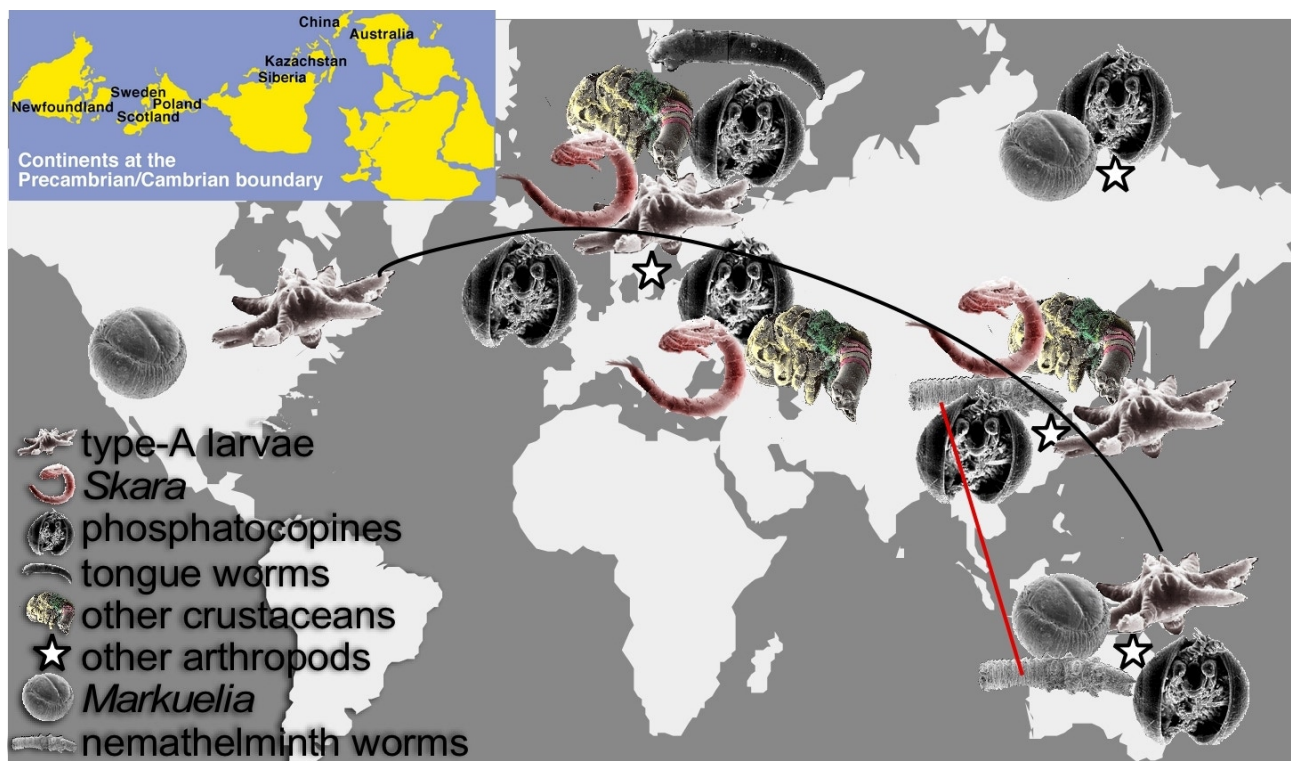 China
Australia
Kazachstan
Siberia
Sweden
Newfoundland
Poland
Scotland
Continents at the
Precambrian/Cambrian boundary
type-A larvae
Skara
phosphatocopines
tongue worms
other crustaceans
other arthropods
Markuelia
nemathelminth worms